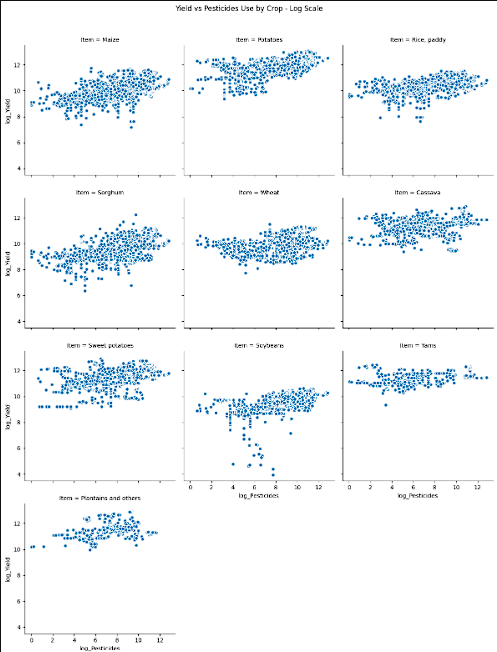 Yield vs Pesticides Use by Crop - Log Scale
Item = Maize
Item = Potatoes
Item = Rice, paddy
12
10
8
6
4
log_Yield
Item = Sorghum
Item = Wheat
Item = Cassava
12
10
8
6
4
log_Yield
Item = Sweet potatoes
Item = Soybeans
Item = Yams
12
10
8
6
4
log_Yield
0 2 4 6 8 10 12
0 2 4 6 8 10 12
log_Pesticides
log_Pesticides
Item = Plantains and others
12
10
8
6
4
log_Yield
0 2 4 6 8 10 12
log_Pesticides